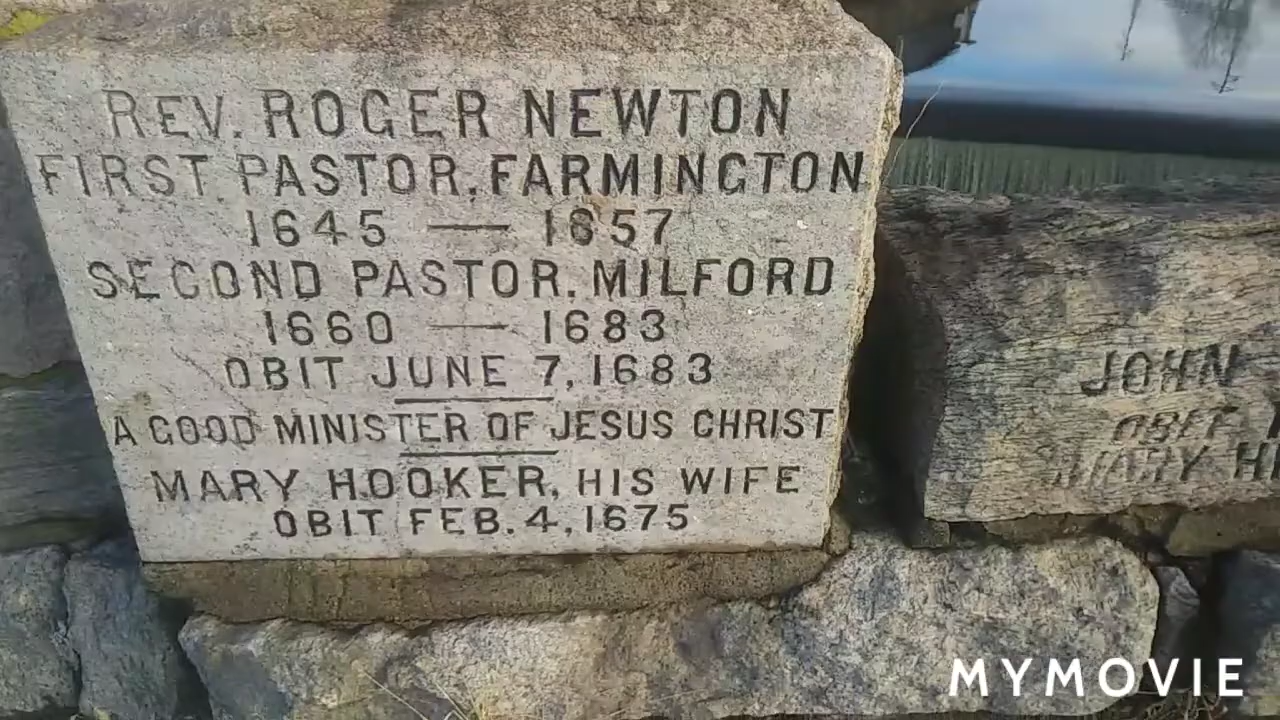 REV. ROGER NEWTON
FIRST PASTOR, FARMINGTON
1645 — 1657
SECOND PASTOR, MILFORD
1660 — 1683
OBIT JUNE 7, 1683
A GOOD MINISTER OF JESUS CHRIST
MARY HOOKER, HIS WIFE
OBIT FEB. 4, 1675
JOHN
OBIT
MARY
MYMOVIE